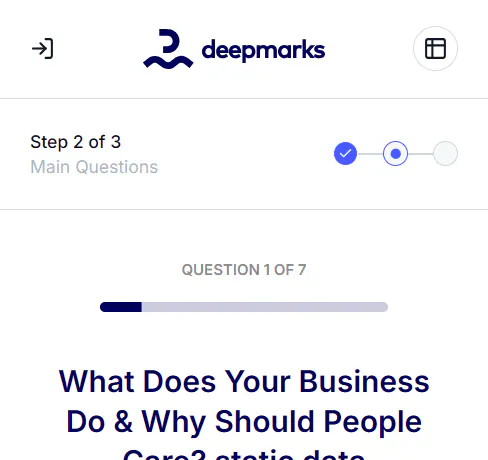 deepmarks
Step 2 of 3
Main Questions
QUESTION 1 OF 7
What Does Your Business
Do & Why Should People
Care? static data